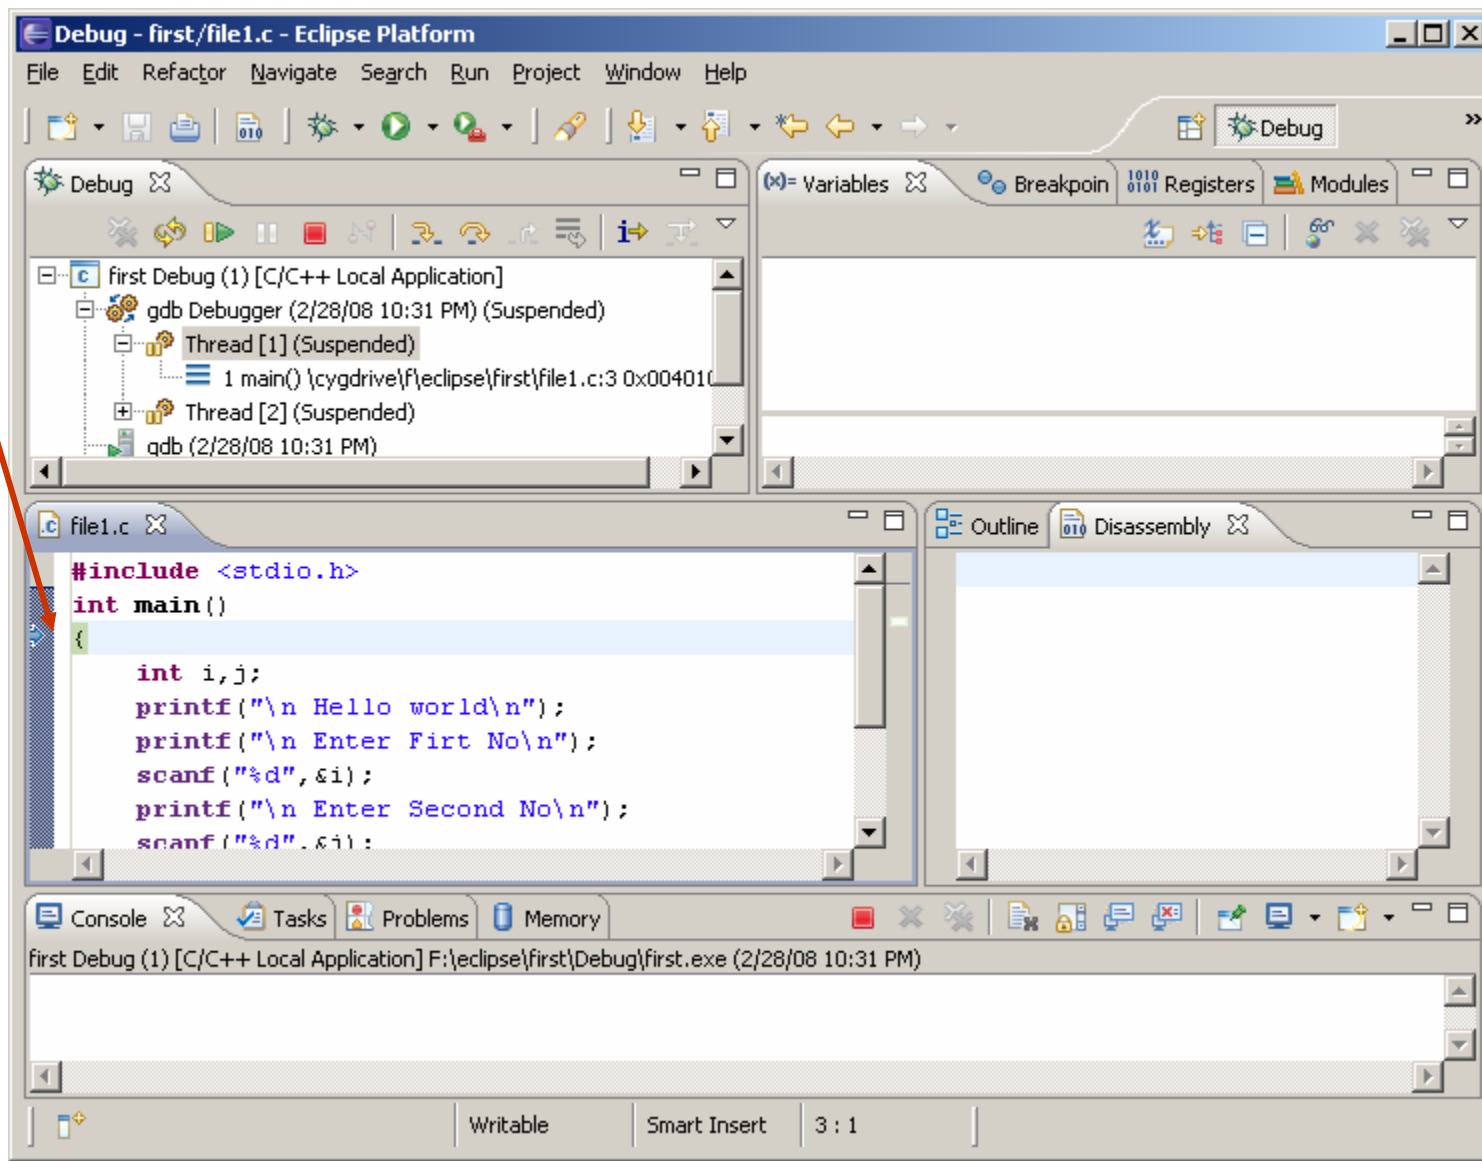 Debug - first/file1.c - Eclipse Platform
File Edit Refactor Navigate Search Run Project Window Help
Debug
Debug
(x)= Variables Breakpoin Registers Modules
first Debug (1) [C/C++ Local Application]
gdb Debugger (2/28/08 10:31 PM) (Suspended)
Thread [1] (Suspended)
1 main() \cygdrive\f\eclipse\first\file1.c:3 0x00401
Thread [2] (Suspended)
gdb (2/28/08 10:31 PM)
file1.c
Outline Disassembly
#include <stdio.h>
int main()
{
int i,j;
printf("\n Hello world\n");
printf("\n Enter Firt No\n");
scanf("%d",&i);
printf("\n Enter Second No\n");
scanf("%d",&j);
Console Tasks Problems Memory
first Debug (1) [C/C++ Local Application] F:\eclipse\first\Debug\first.exe (2/28/08 10:31 PM)
Writable Smart Insert 3 : 1